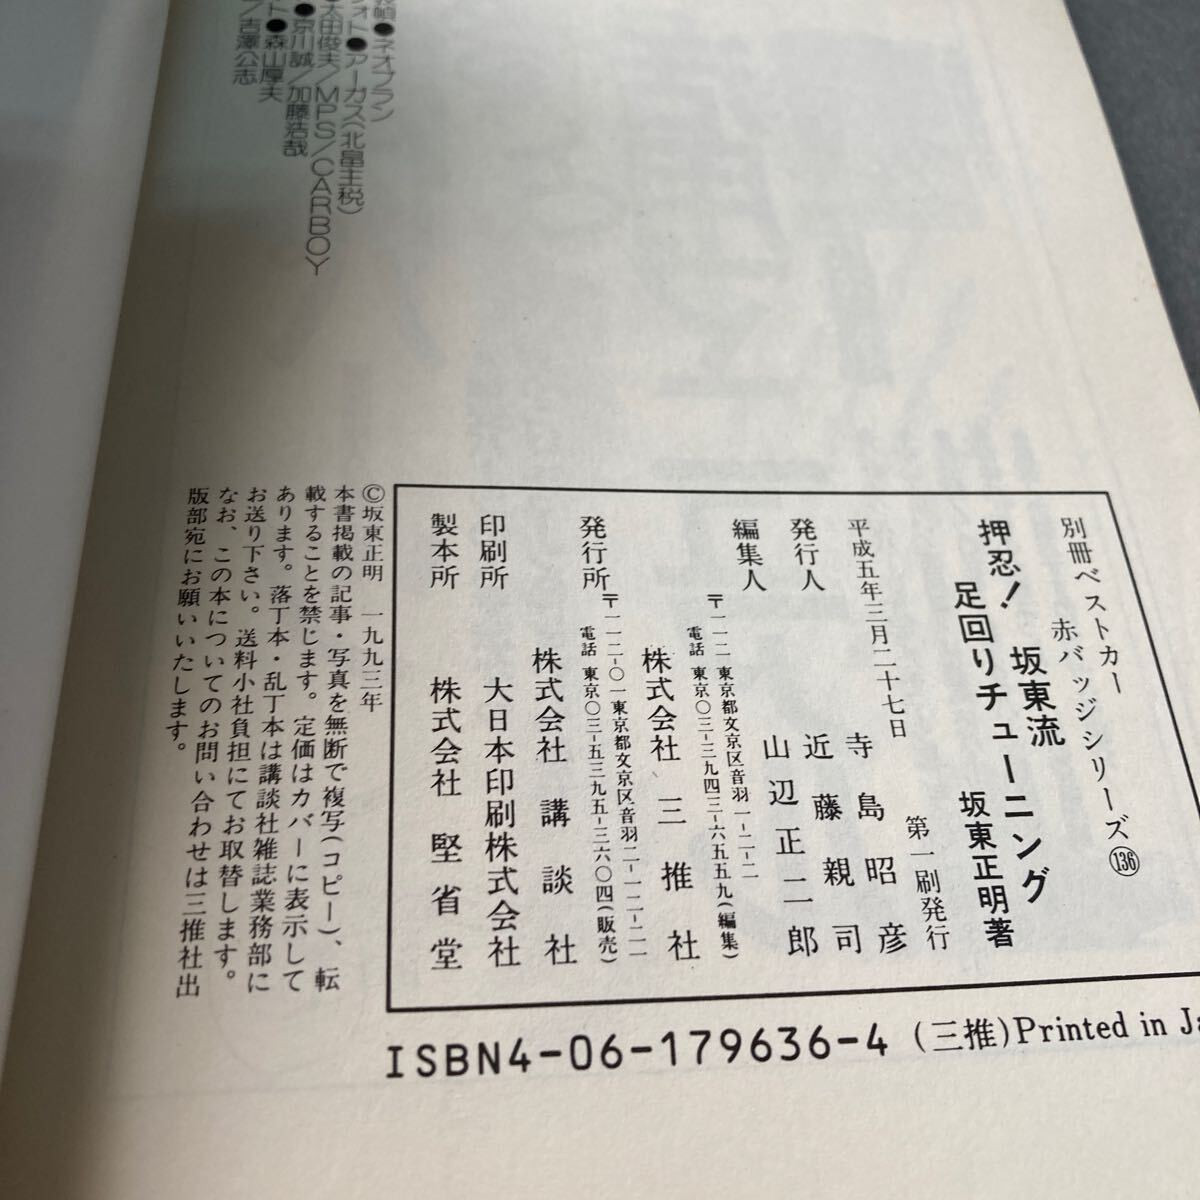 ネオプラン
フォト●アーガス(北畠主税)
太田俊夫/MPS/CARBOY
●京川誠/加藤浩哉
ト●森山厚夫
/吉澤公志
別冊ベストカー
赤バッジシリーズ136
押忍! 坂東流
足回りチューニング
坂東正明著
平成五年三月二十七日 第一刷発行
発行人 寺島昭彦
近藤親司
編集人 山辺正二郎
株式会社 三推社
〒一一二 東京都文京区音羽一-二-二
電話 東京〇三-三九四三-六五五九(編集)
発行所 株式会社 講談社
〒一一二-〇一東京都文京区音羽二-一二-二一
電話 東京〇三-五三九五-三六〇四(販売)
印刷所 大日本印刷株式会社
製本所 株式会社 堅省堂
©坂東正明 一九九三年
本書掲載の記事・写真を無断で複写(コピー)、転
載することを禁じます。定価はカバーに表示して
あります。落丁本・乱丁本は講談社雑誌業務部に
お送り下さい。送料小社負担にてお取替します。
なお、この本についてのお問い合わせは三推社出
版部宛にお願いいたします。
ISBN4-06-179636-4 (三推)Printed in Ja